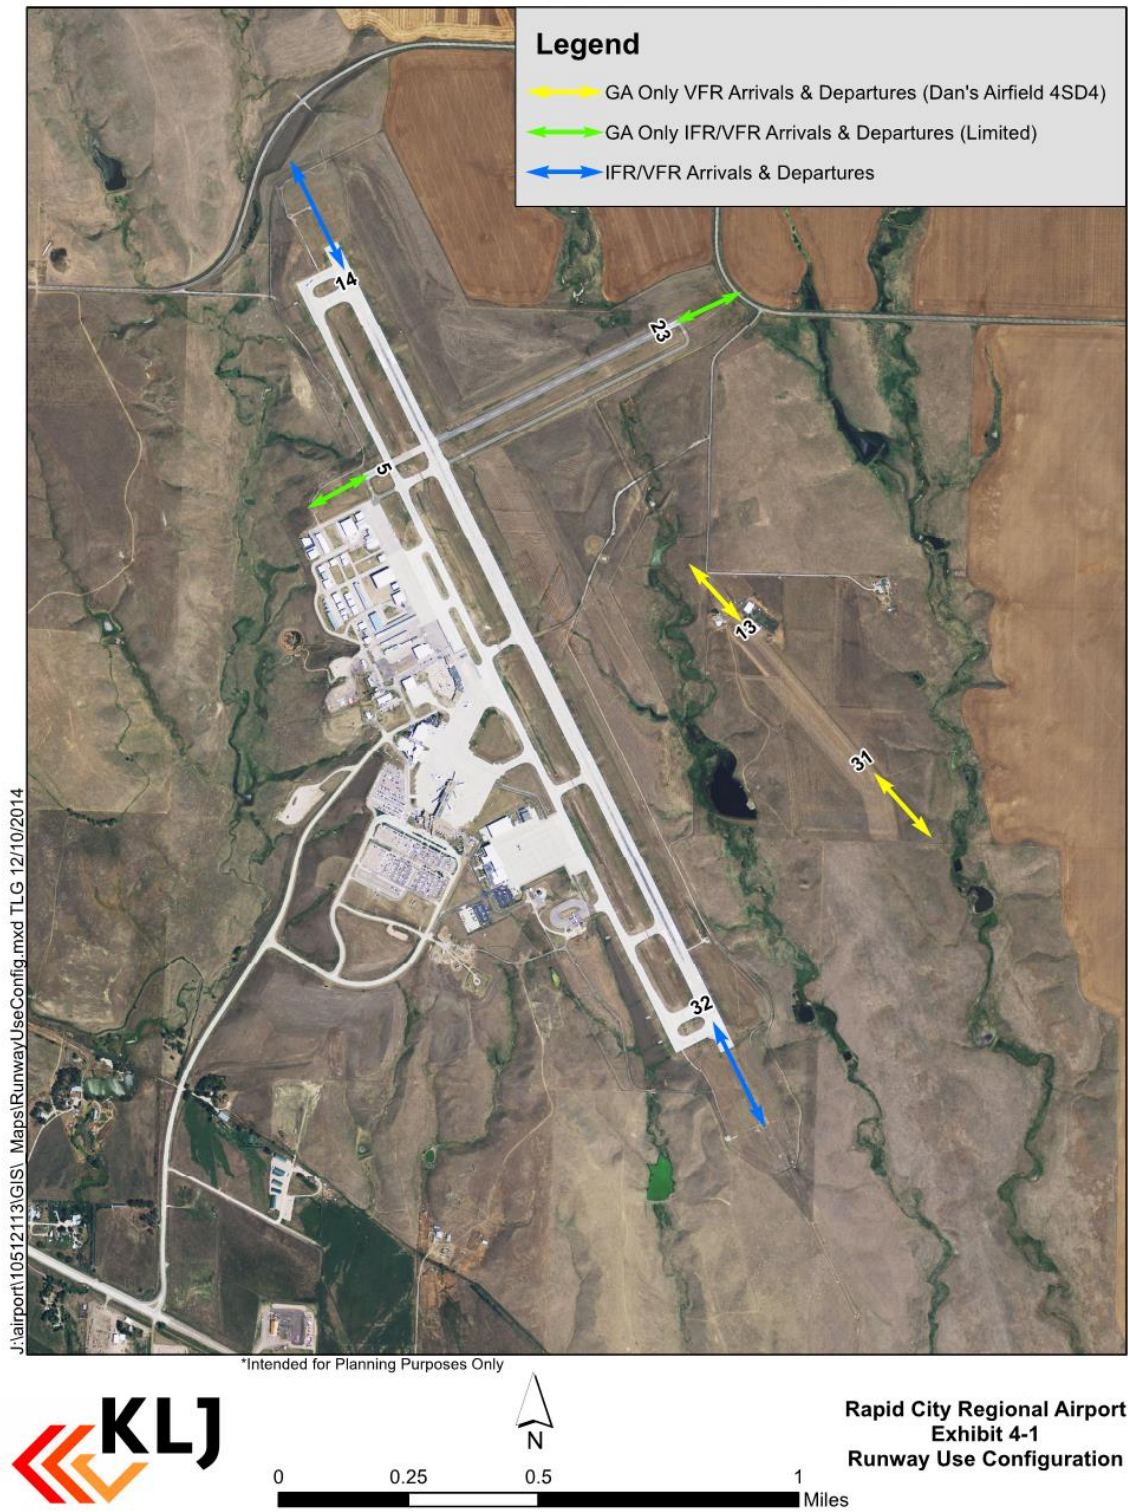 Legend
GA Only VFR Arrivals & Departures (Dan's Airfield 4SD4)
GA Only IFR/VFR Arrivals & Departures (Limited)
IFR/VFR Arrivals & Departures
14
23
5
13
31
32
J:\airport\10512113\GIS\_Maps\RunwayUseConfig.mxd TLG 12/10/2014
*Intended for Planning Purposes Only
KLJ
N
0 0.25 0.5 1
Miles
Rapid City Regional Airport
Exhibit 4-1
Runway Use Configuration